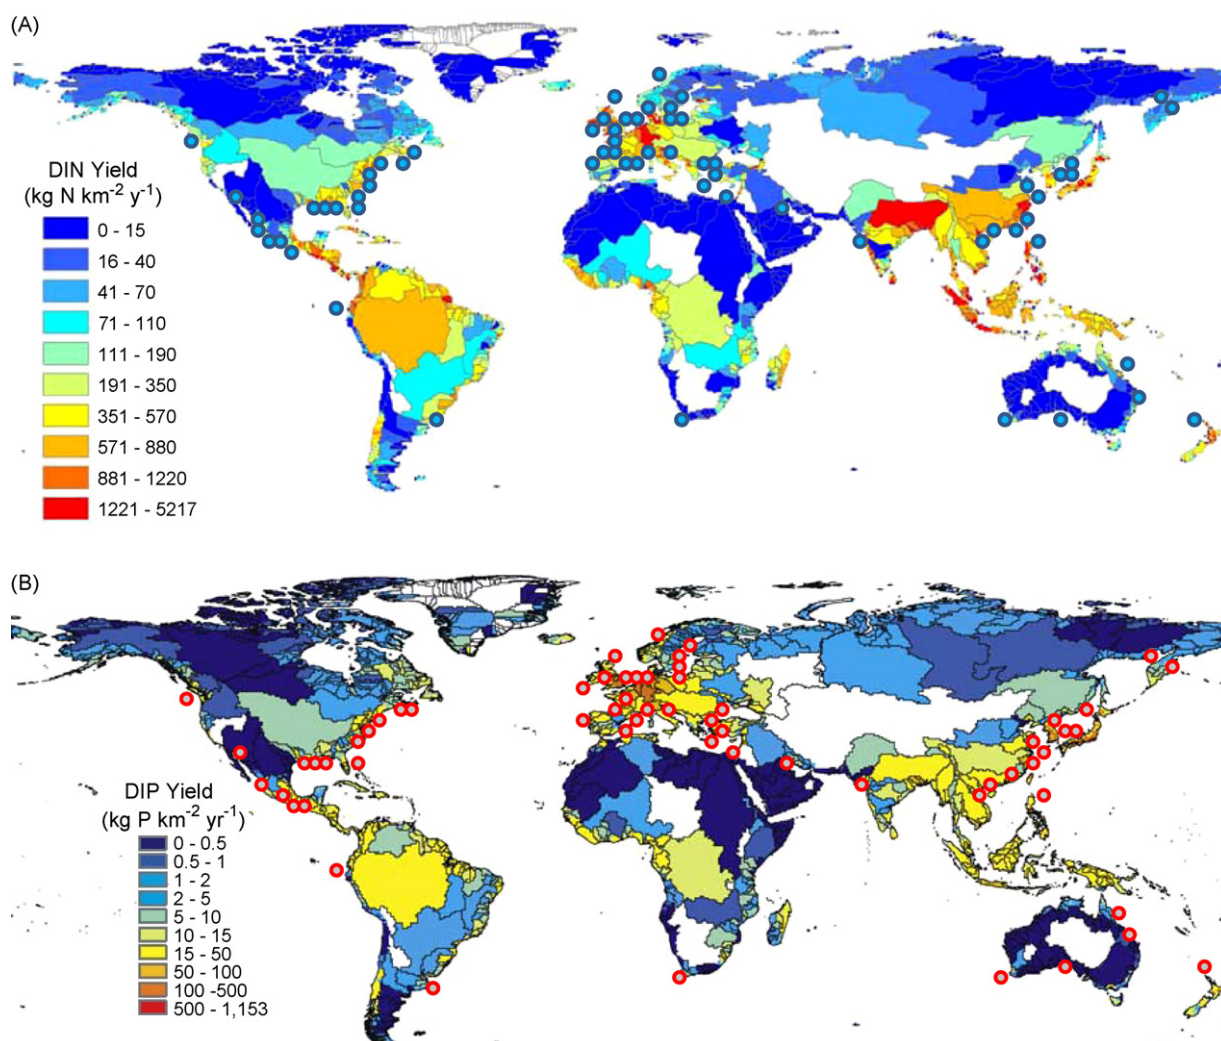 (A)
DIN Yield
(kg N km-2 y-1)
0 - 15
16 - 40
41 - 70
71 - 110
111 - 190
191 - 350
351 - 570
571 - 880
881 - 1220
1221 - 5217
(B)
DIP Yield
(kg P km-2 yr-1)
0 - 0.5
0.5 - 1
1 - 2
2 - 5
5 - 10
10 - 15
15 - 50
50 - 100
100 -500
500 - 1,153